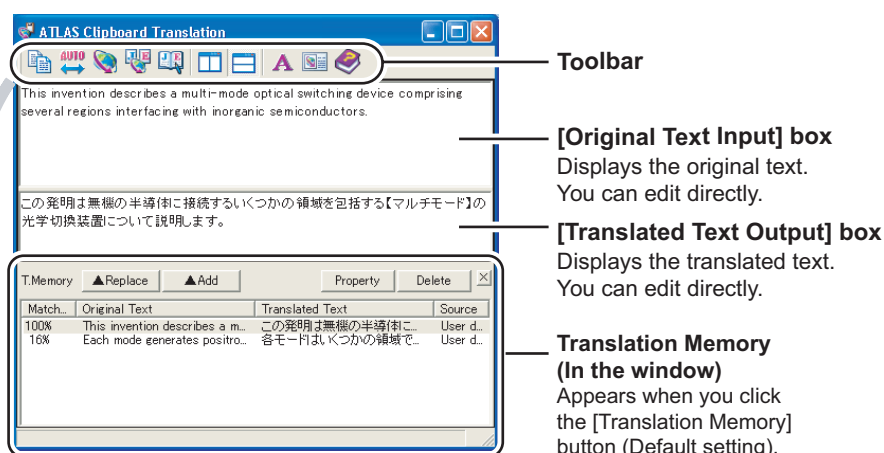 ATLAS Clipboard Translation
AUTO
Toolbar
This invention describes a multi-mode optical switching device comprising
several regions interfacing with inorganic semiconductors.
[Original Text Input] box
Displays the original text.
You can edit directly.
この発明は無機の半導体に接続するいくつかの領域を包括する【マルチモード】の
光学切換装置について説明します。
[Translated Text Output] box
Displays the translated text.
You can edit directly.
T.Memory ▲Replace ▲Add Property Delete
Match... Original Text Translated Text Source
100% This invention describes a m... この発明は無機の半導体に... User d...
16% Each mode generates positro... 各モードはいくつかの領域で... User d...
Translation Memory
(In the window)
Appears when you click
the [Translation Memory]
button (Default setting).